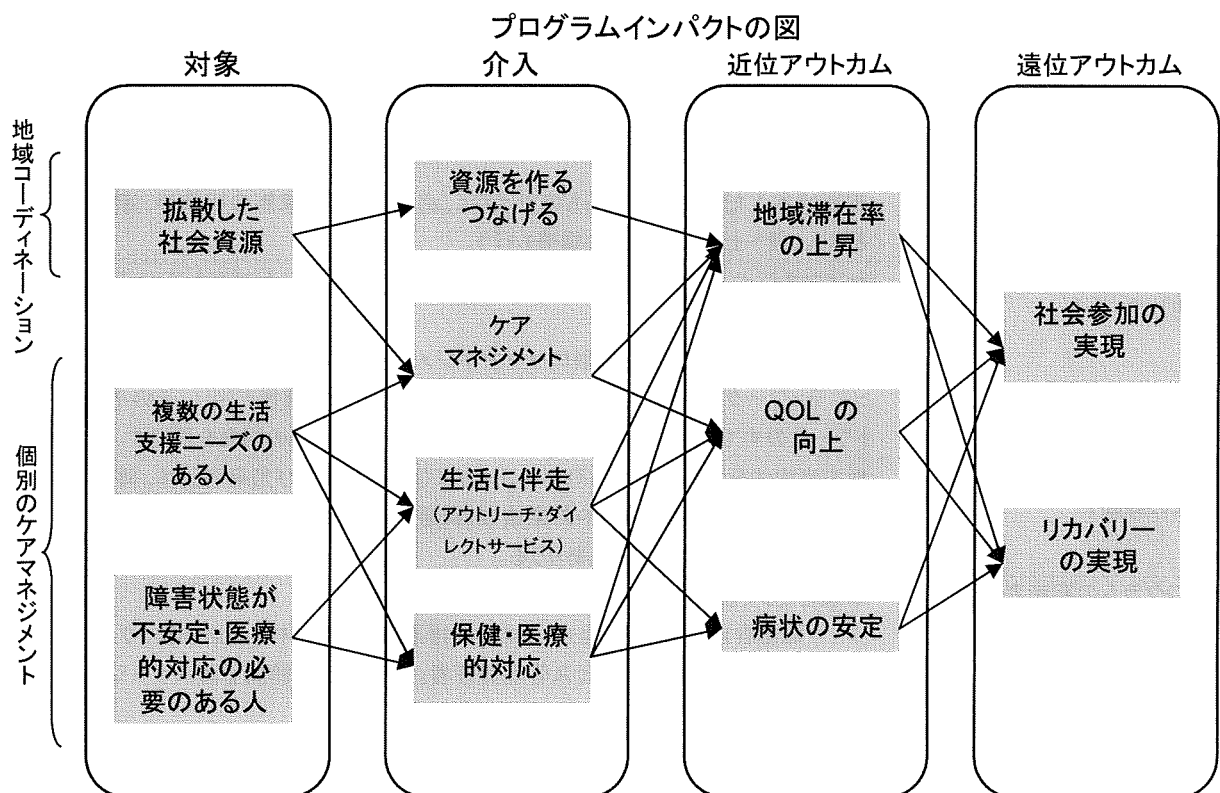 プログラムインパクトの図
対象
介入
近位アウトカム
遠位アウトカム
地域コーディネーション
個別のケアマネジメント
拡散した
社会資源
複数の生活
支援ニーズの
ある人
障害状態が
不安定・医療
的対応の必
要のある人
資源を作る
つなげる
ケア
マネジメント
生活に伴走
(アウトリーチ・ダイ
レクトサービス)
保健・医療
的対応
地域滞在率
の上昇
QOL の
向上
病状の安定
社会参加の
実現
リカバリー
の実現